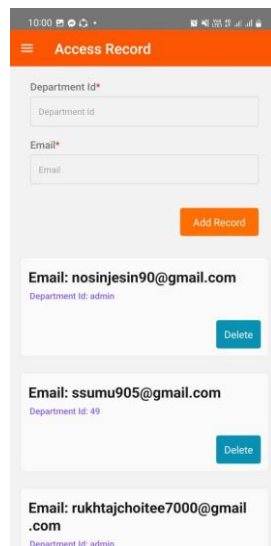 10:00
Access Record
Department Id*
Department Id
Email*
Email
Add Record
Email: nosinjesin90@gmail.com
Department Id: admin
Delete
Email: ssumu905@gmail.com
Department Id: 49
Delete
Email: rukhtajchoitee7000@gmail
.com
Department Id: admin